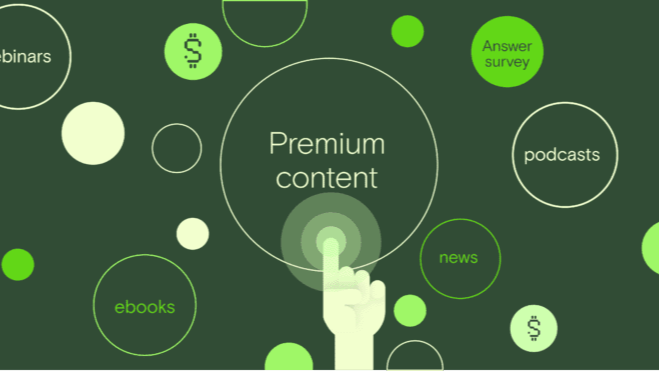 ebinars
$
Answer
survey
Premium
content
podcasts
news
ebooks
$